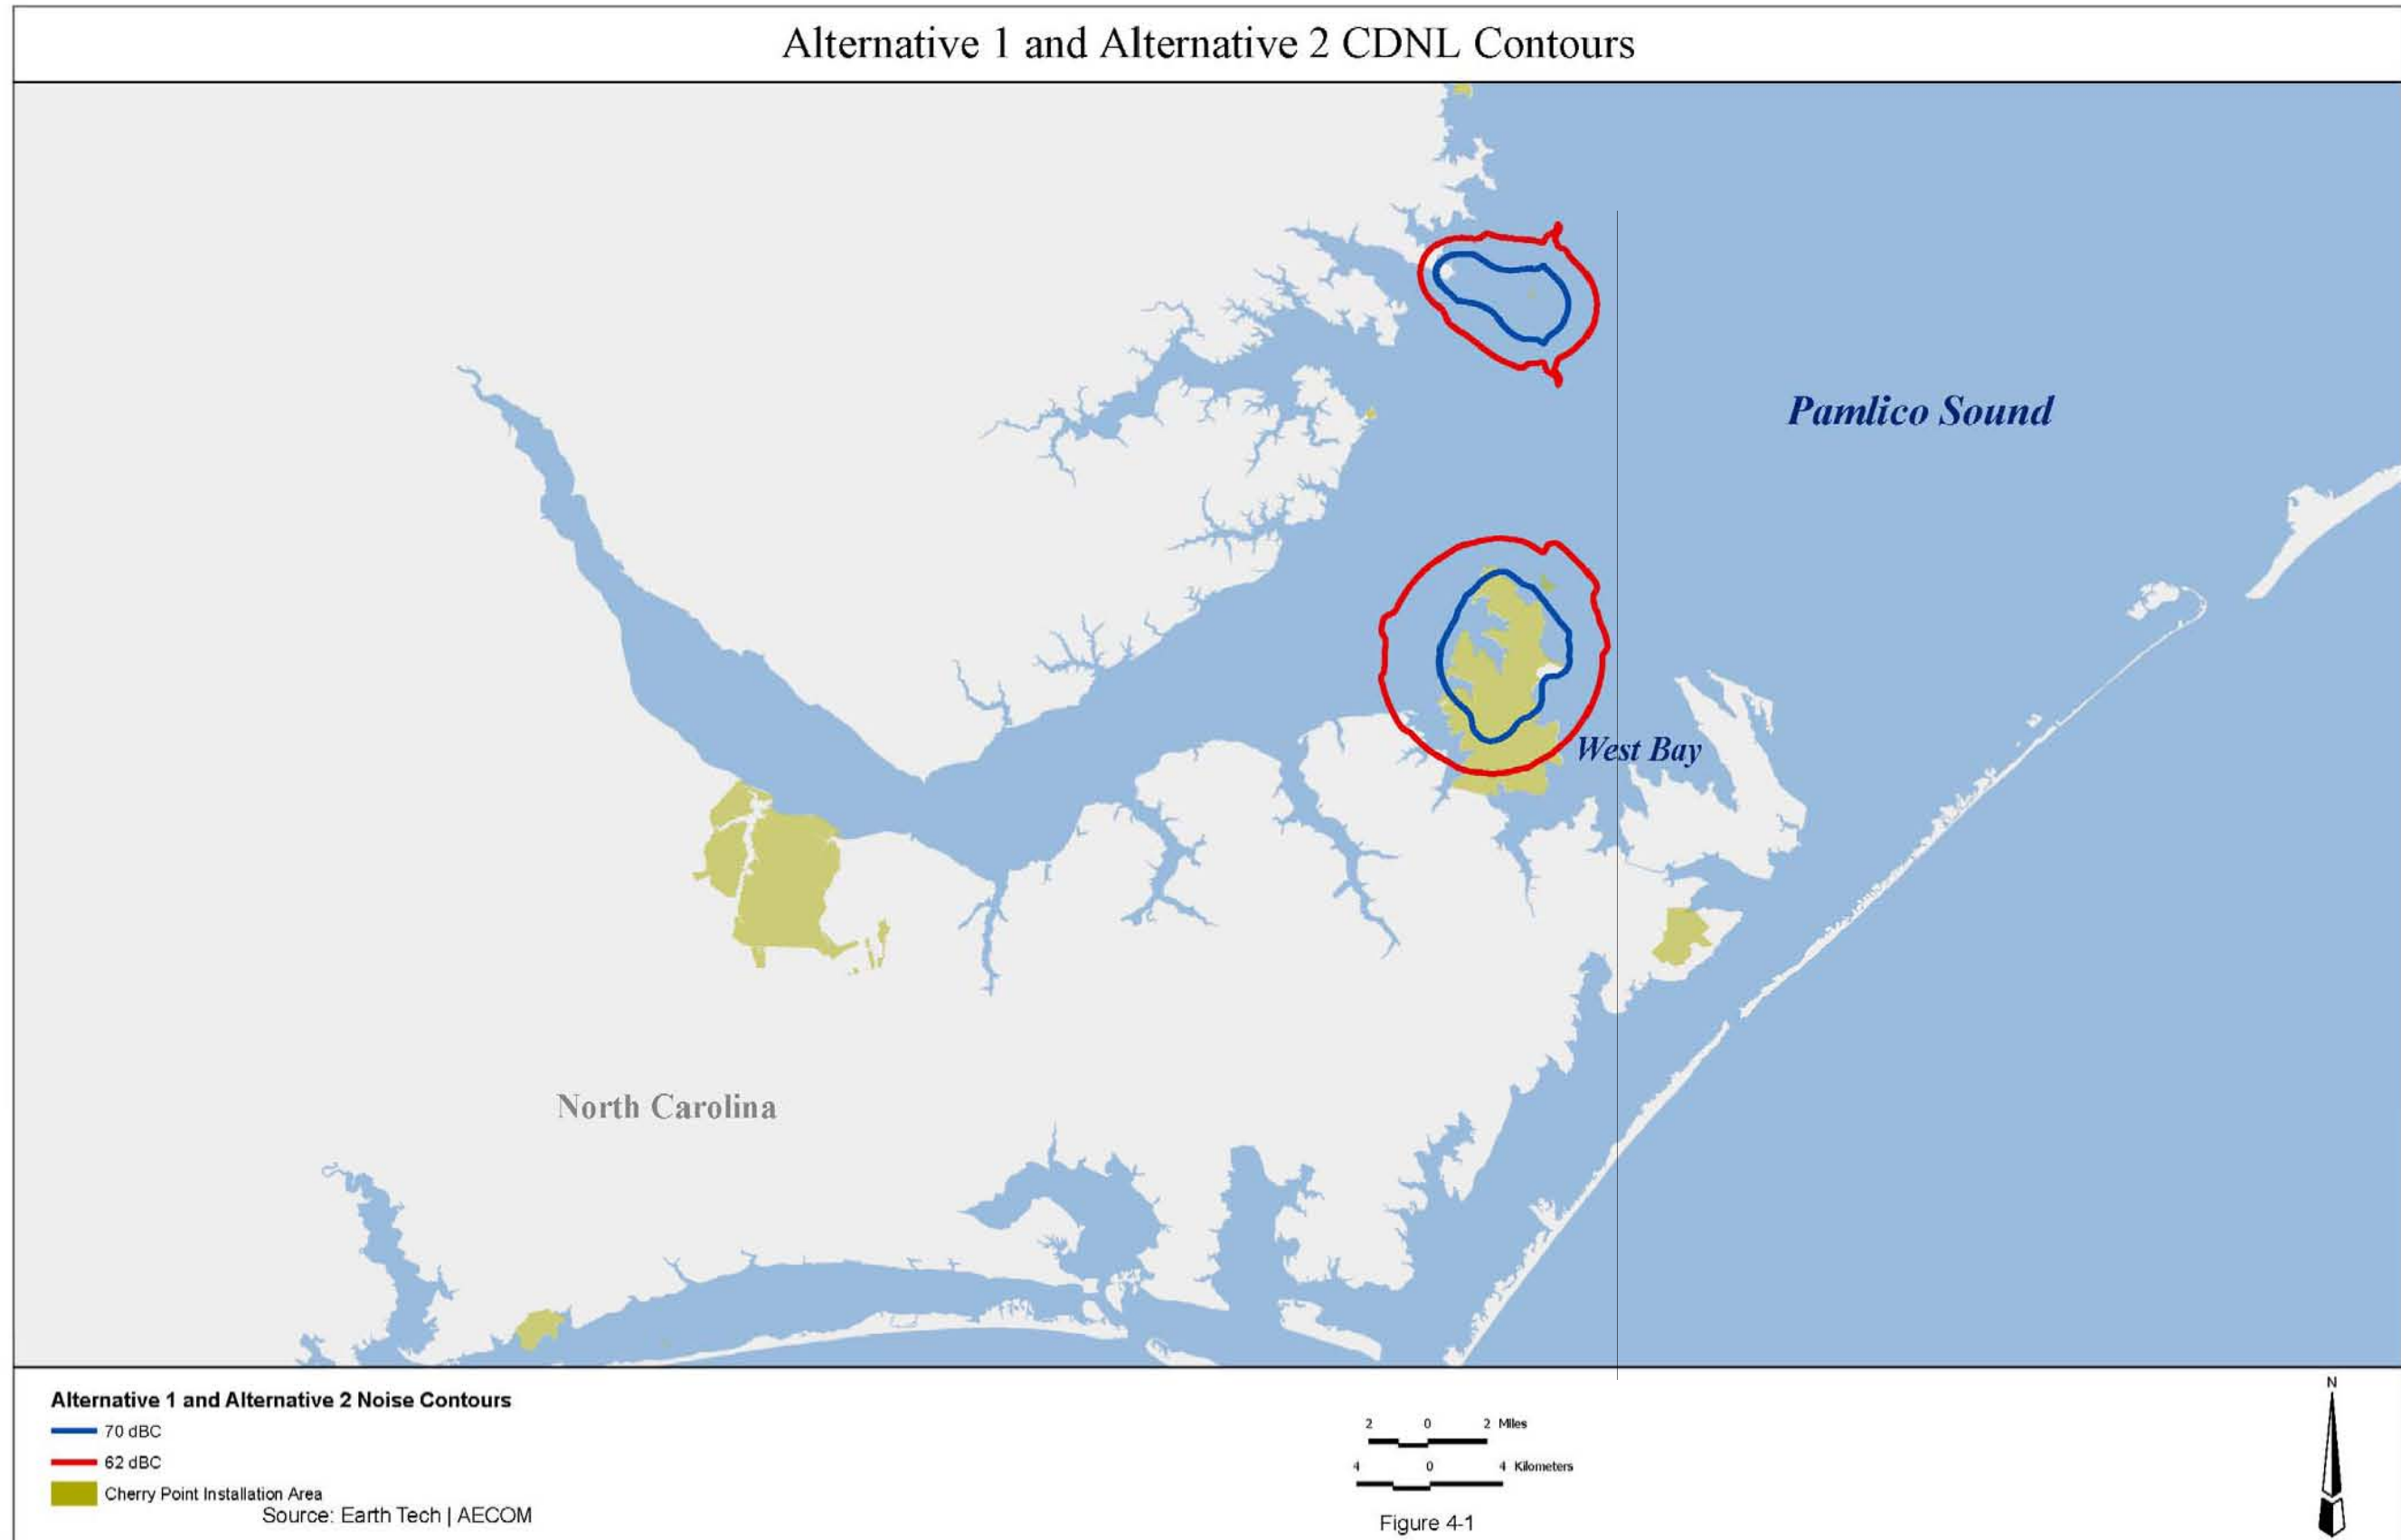 Alternative 1 and Alternative 2 CDNL Contours
Pamlico Sound
West Bay
North Carolina
Alternative 1 and Alternative 2 Noise Contours
70 dBC
62 dBC
Cherry Point Installation Area
Source: Earth Tech | AECOM
2 0 2 Miles
4 0 4 Kilometers
Figure 4-1
N